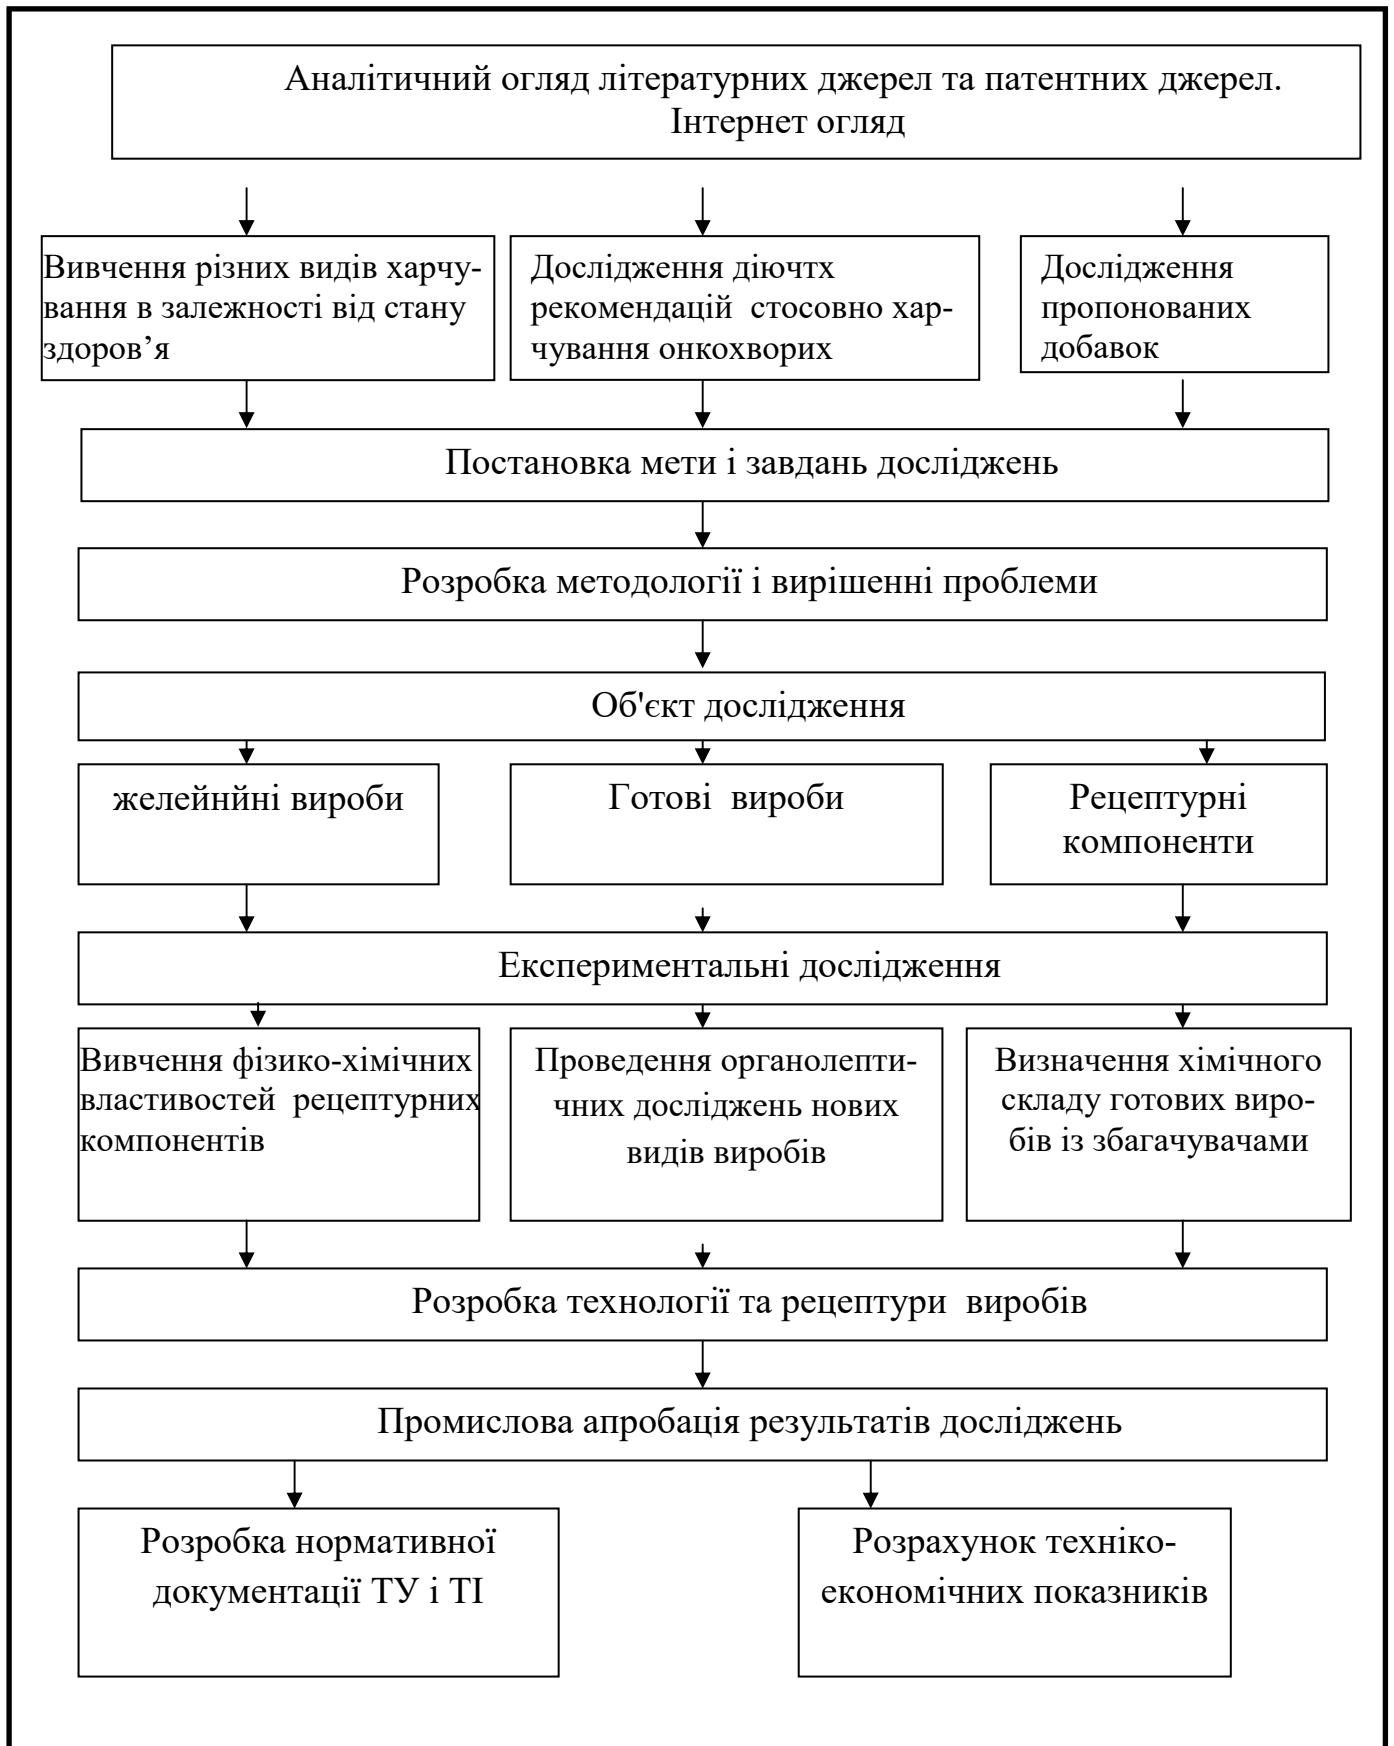 Аналітичний огляд літературних джерел та патентних джерел.
Інтернет огляд
Вивчення різних видів харчу-
вання в залежності від стану
здоров’я
Дослідження діючтх
рекомендацій стосовно хар-
чування онкохворих
Дослідження
пропонованих
добавок
Постановка мети і завдань досліджень
Розробка методології і вирішенні проблеми
Об'єкт дослідження
желейнйні вироби
Готові вироби
Рецептурні
компоненти
Експериментальні дослідження
Вивчення фізико-хімічних
властивостей рецептурних
компонентів
Проведення органолепти-
чних досліджень нових
видів виробів
Визначення хімічного
складу готових виро-
бів із збагачувачами
Розробка технології та рецептури виробів
Промислова апробація результатів досліджень
Розробка нормативної
документації ТУ і ТІ
Розрахунок техніко-
економічних показників